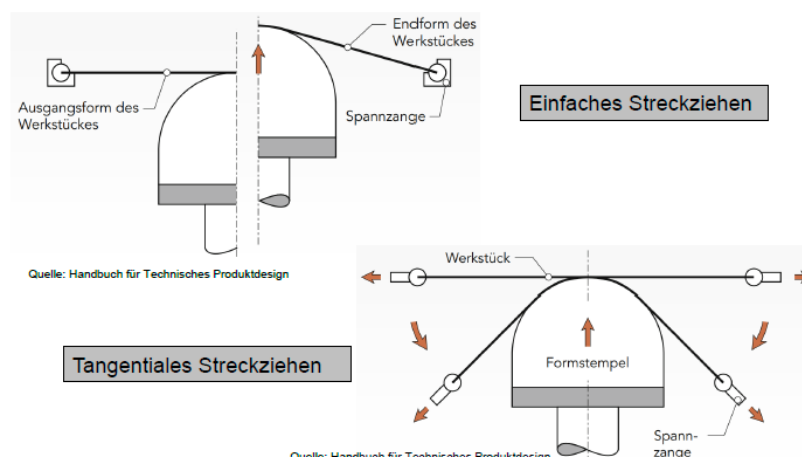 Endform des
Werkstückes
Ausgangsform des
Werkstückes
Spannzange
Einfaches Streckziehen
Quelle: Handbuch für Technisches Produktdesign
Werkstück
Tangentiales Streckziehen
Formstempel
Spann-
zange
Quelle: Handbuch für Technisches Produktdesign